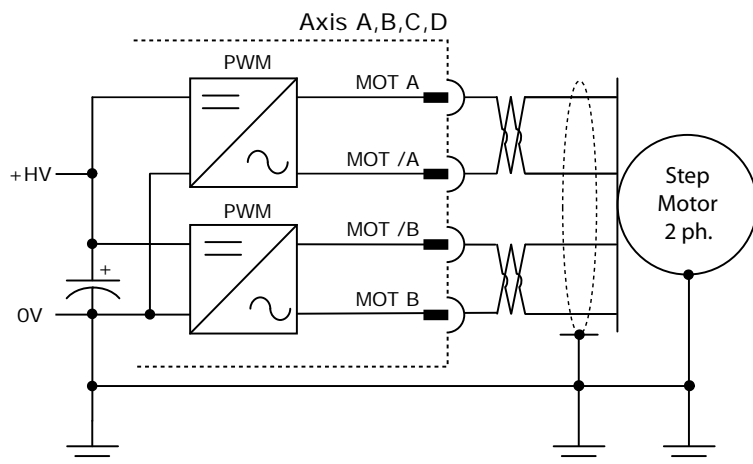 Axis A,B,C,D
PWM
MOT A
MOT /A
+HV
PWM
MOT /B
+
0V
MOT B
Step
Motor
2 ph.